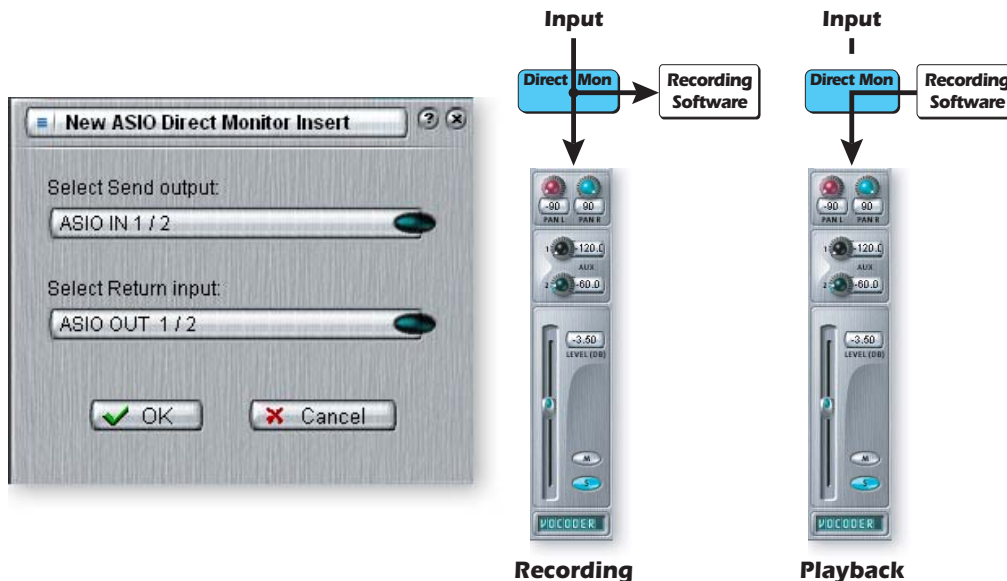 New ASIO Direct Monitor Insert
?
Select Send output:
ASIO IN 1 / 2
Select Return input:
ASIO OUT 1 / 2
OK
Cancel
Input
Direct Mon
Recording
Software
-90
90
PAN L
PAN R
1
-120.0
AUX
2
-60.0
-3.50
LEVEL (DB)
M
S
VOCODER
Recording
Input
Direct Mon
Recording
Software
-90
90
PAN L
PAN R
1
-120.0
AUX
2
-60.0
-3.50
LEVEL (DB)
M
S
VOCODER
Playback